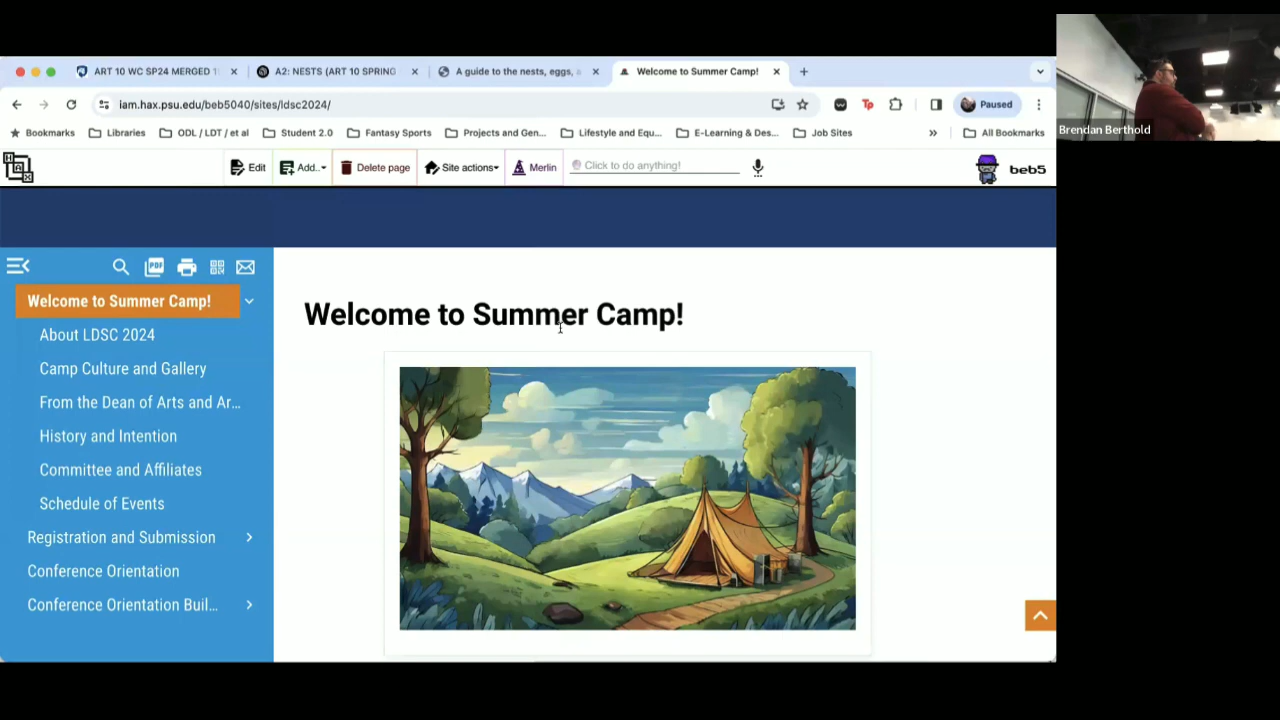 ART 10 WC SP24 MERGED 1
A2: NESTS (ART 10 SPRING
A guide to the nests, eggs, a
Welcome to Summer Camp!
iam.hax.psu.edu/beb5040/sites/ldsc2024/
Tp
Paused
Bookmarks
Libraries
ODL / LDT / et al
Student 2.0
Fantasy Sports
Projects and Gen...
Lifestyle and Equ...
E-Learning & Des...
Job Sites
»
All Bookmarks
Edit
Add..
Delete page
Site actions
Merlin
Click to do anything!
beb5
PDF
Welcome to Summer Camp!
About LDSC 2024
Camp Culture and Gallery
From the Dean of Arts and Ar...
History and Intention
Committee and Affiliates
Schedule of Events
Registration and Submission
Conference Orientation
Conference Orientation Buil...
Welcome to Summer Camp!
Brendan Berthold